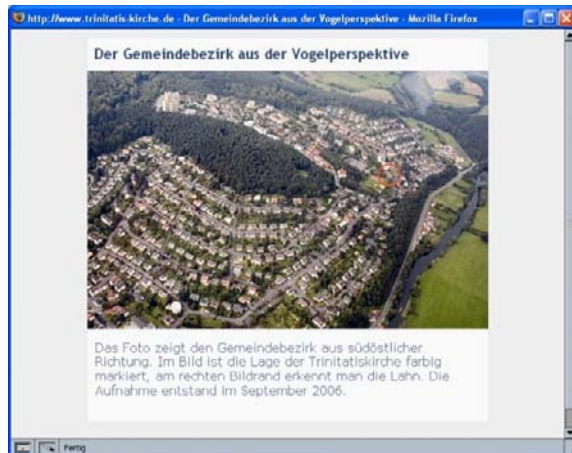 http://www.trinitatis-kirche.de - Der Gemeindebezirk aus der Vogelperspektive - Mozilla Firefox
Der Gemeindebezirk aus der Vogelperspektive
Das Foto zeigt den Gemeindebezirk aus südöstlicher
Richtung. Im Bild ist die Lage der Trinitatiskirche farbig
markiert, am rechten Bildrand erkennt man die Lahn. Die
Aufnahme entstand im September 2006.
Fertig